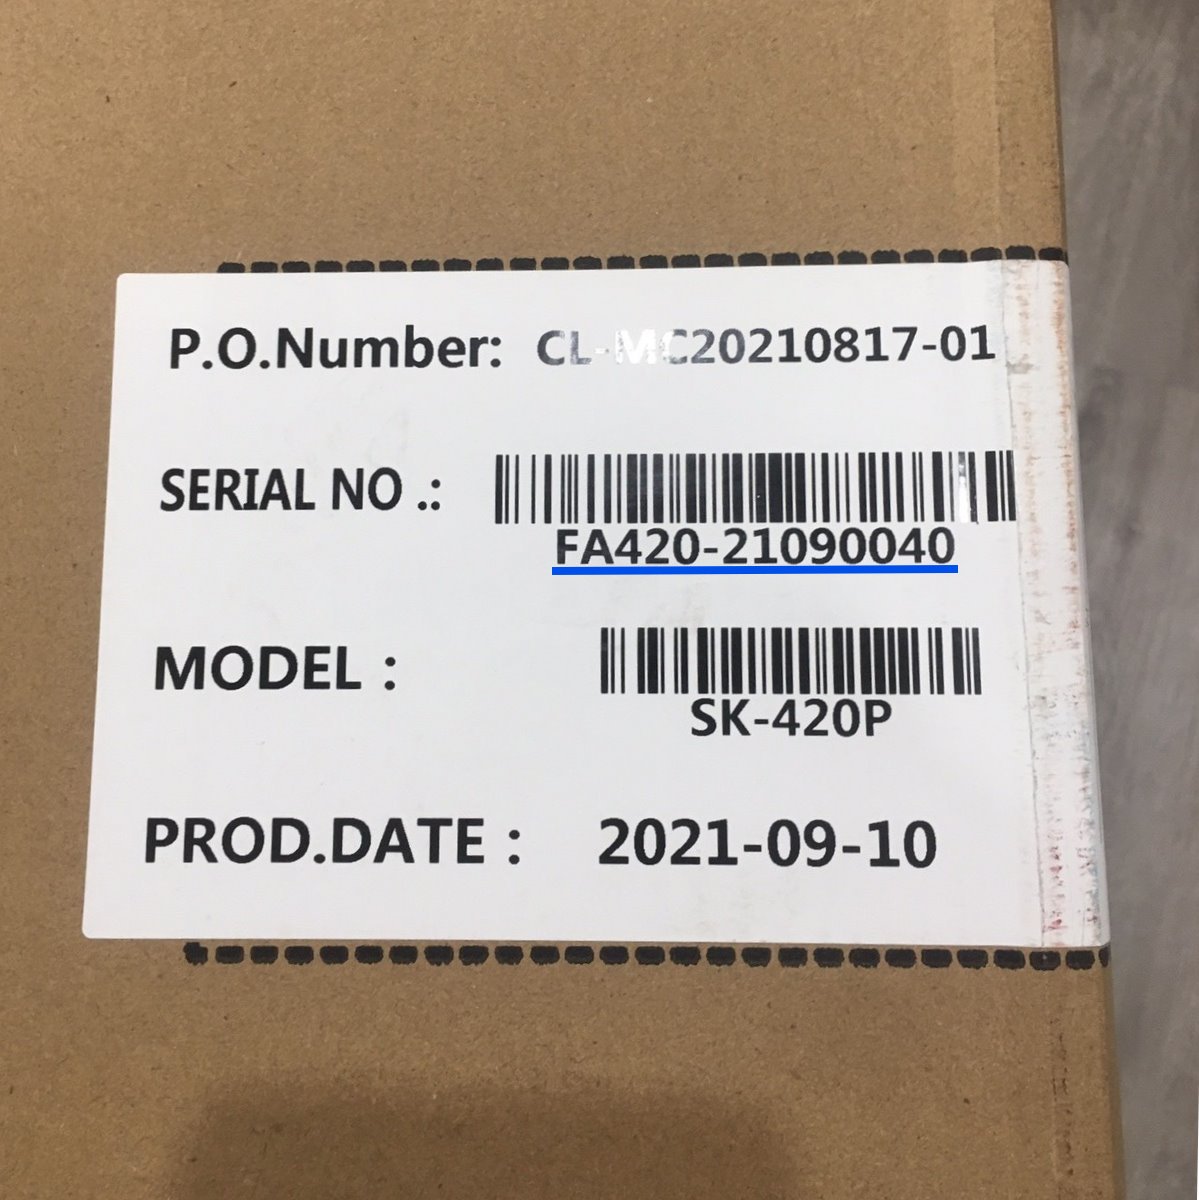 P.O.Number: CL-MC20210817-01
SERIAL NO .:
FA420-21090040
MODEL :
SK-420P
PROD.DATE : 2021-09-10